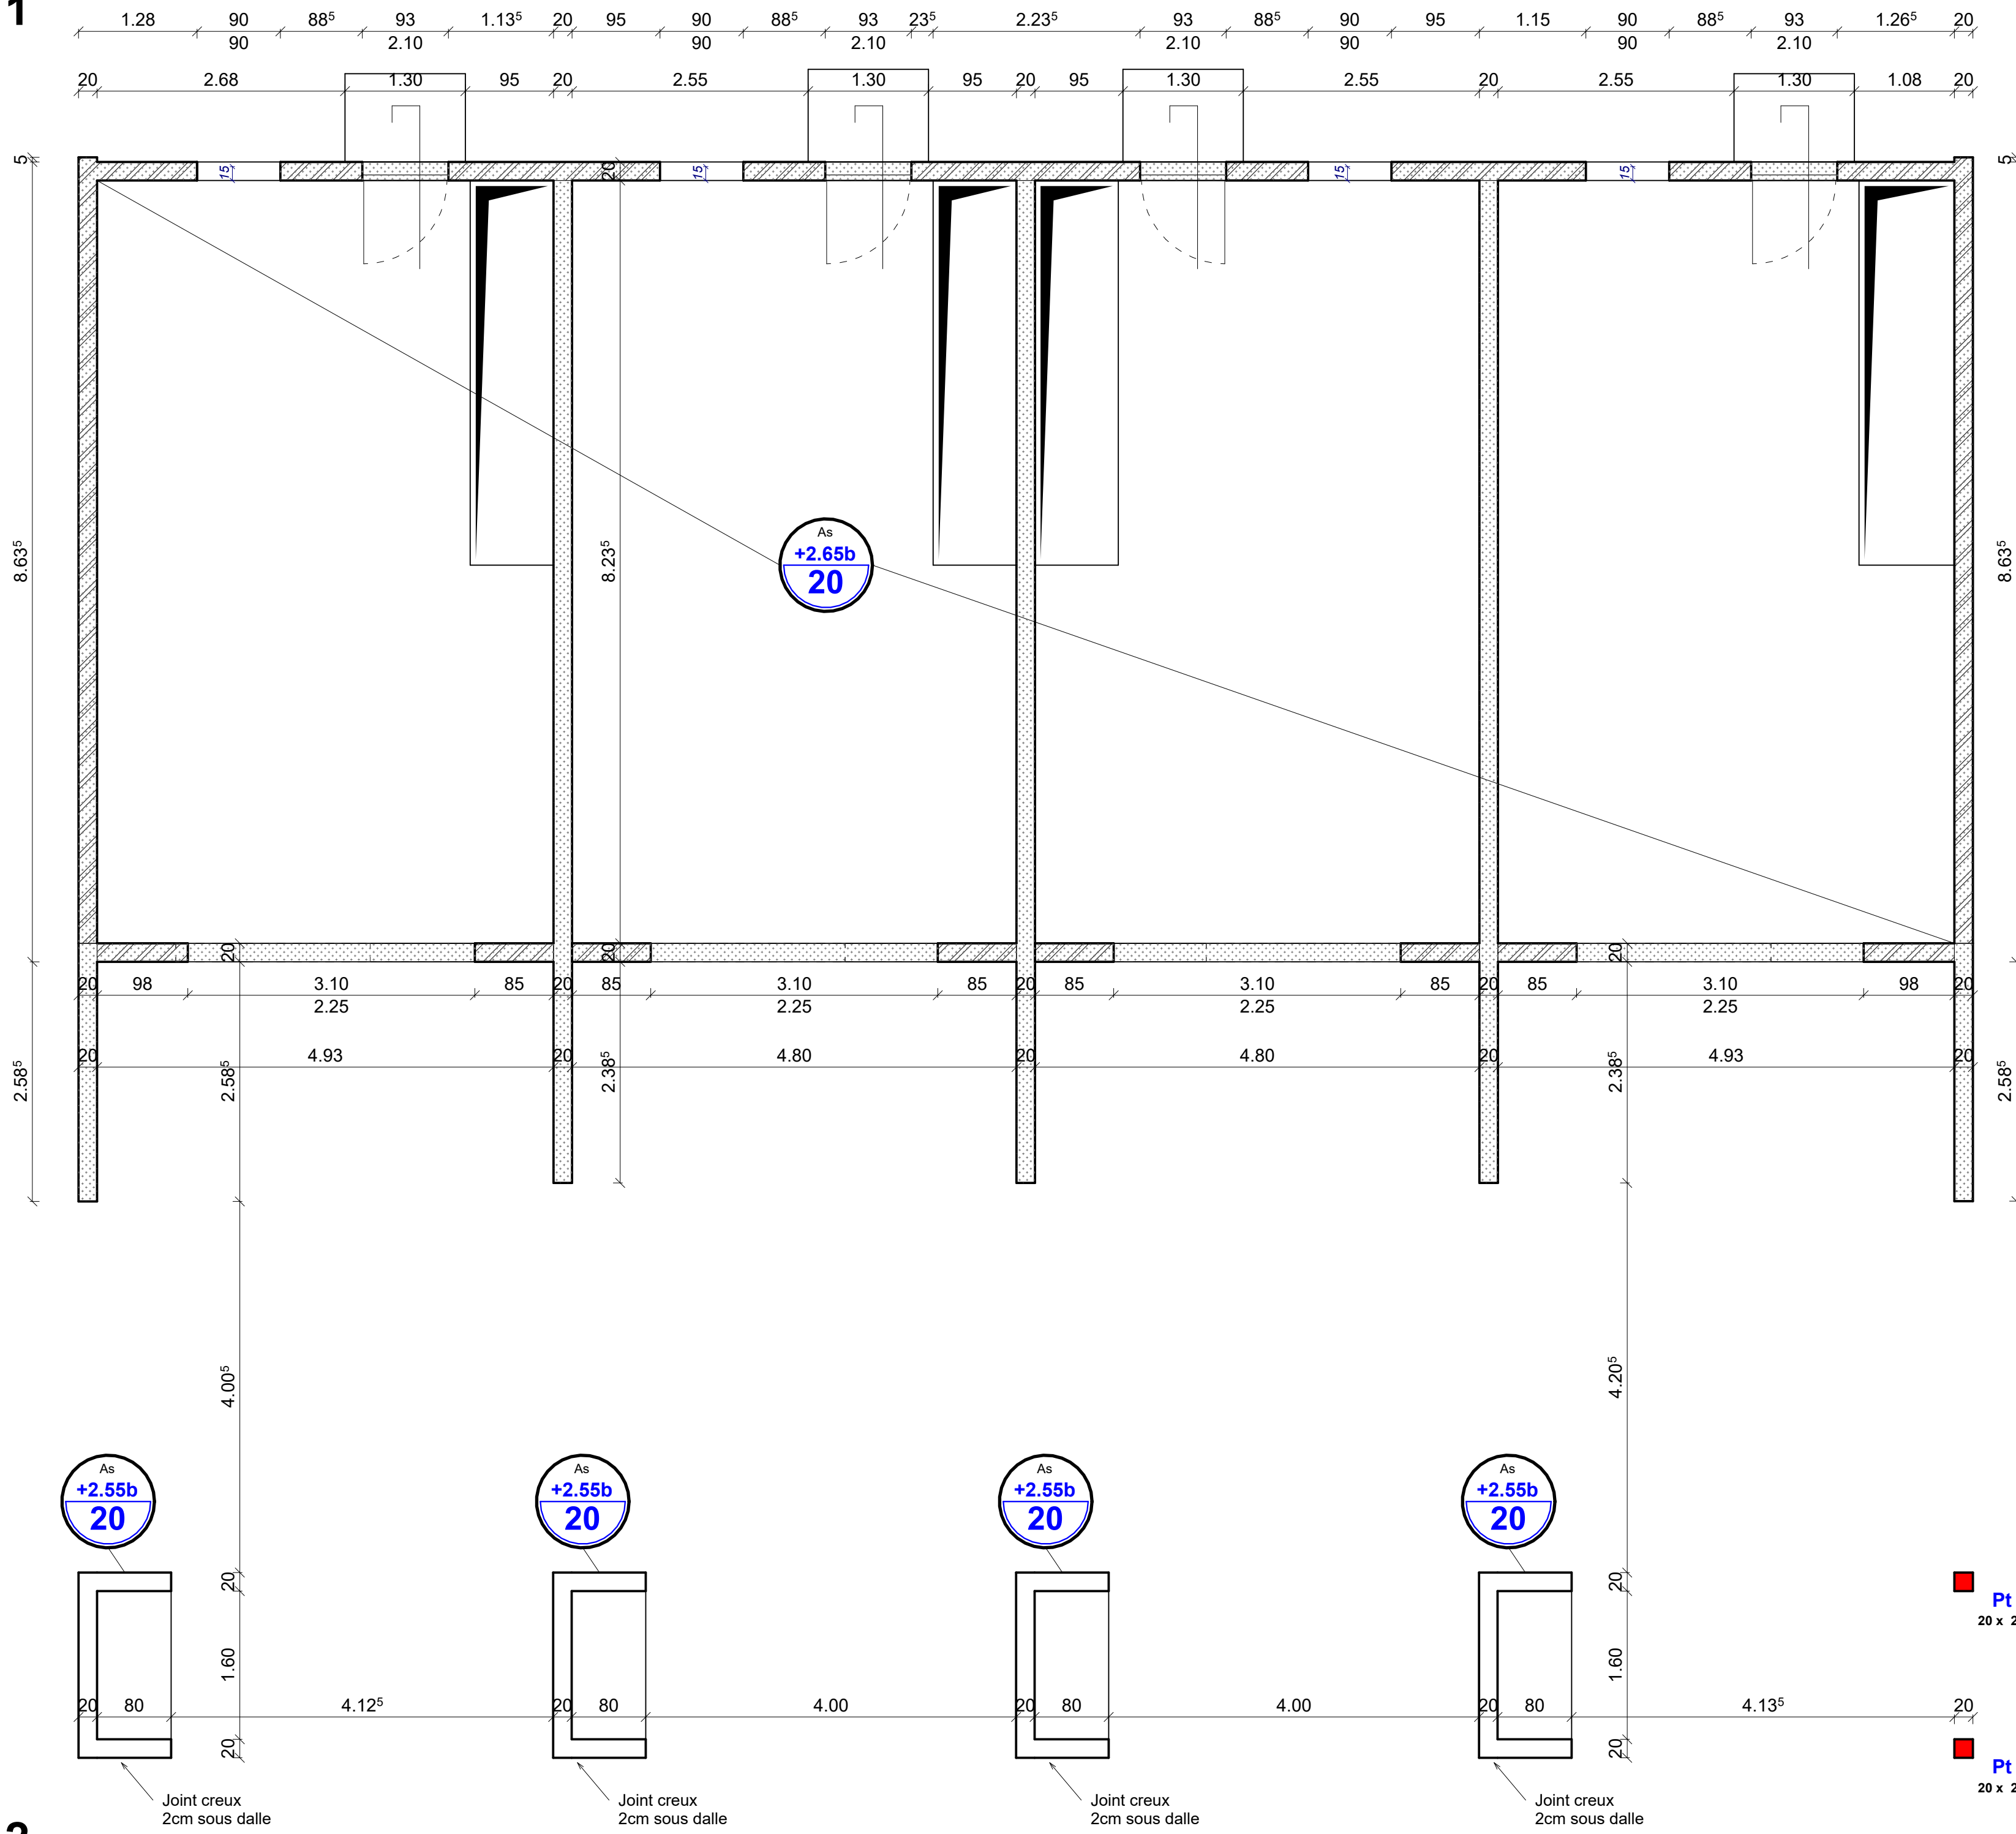 1
1.28 90 88⁵ 93 1.13⁵ 20 95 90 88⁵ 93 23⁵ 2.23⁵ 93 88⁵ 90 95 1.15 90 88⁵ 93 1.26⁵ 20
90 2.10 90 2.10 2.10 90 90 2.10
20 2.68 1.30 95 20 2.55 1.30 95 20 95 1.30 2.55 20 2.55 1.30 1.08 20
5 5
15 20 15 15 15
As
+2.65b
20
8.63⁵ 8.23⁵ 8.63⁵
20 20 20
20 98 3.10 85 20 85 3.10 85 20 85 3.10 85 20 85 3.10 98 20
2.25 2.25 2.25 2.25
20 4.93 20 4.80 20 4.80 20 4.93 20
2.58⁵ 2.58⁵ 2.38⁵ 2.38⁵ 2.58⁵
4.00⁵ 4.20⁵
As As As As
+2.55b +2.55b +2.55b +2.55b
20 20 20 20
20 20
Pt
20 x 2
1.60 1.60
20 80 4.12⁵ 20 80 4.00 20 80 4.00 20 80 4.13⁵ 20
20 20
Pt
20 x 2
Joint creux Joint creux Joint creux Joint creux
2cm sous dalle 2cm sous dalle 2cm sous dalle 2cm sous dalle